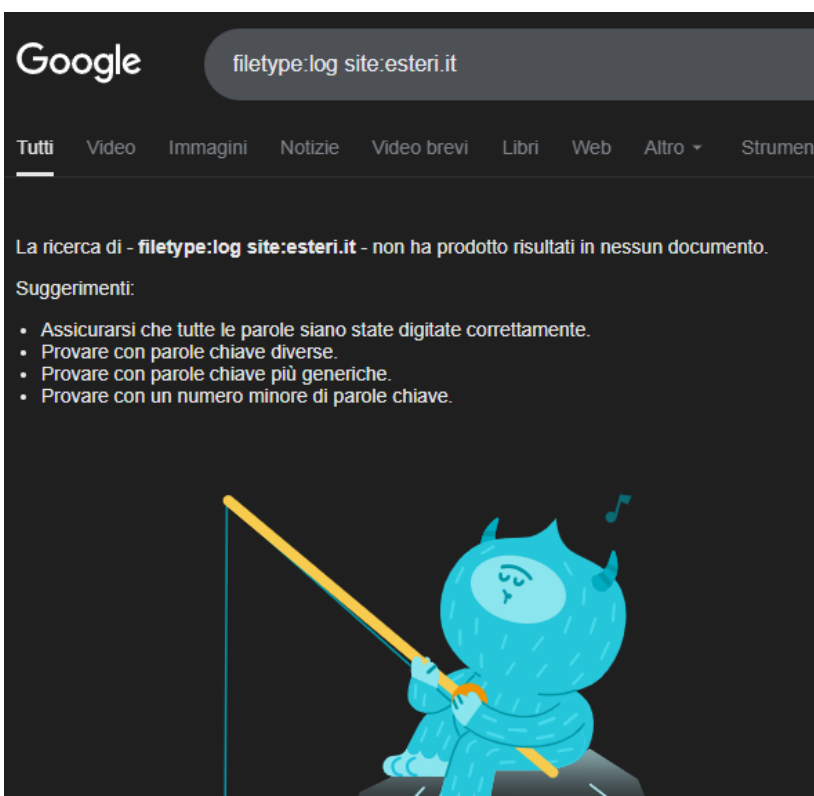 Google
filetype:log site:esteri.it
Tutti Video Immagini Notizie Video brevi Libri Web Altro Strumen
La ricerca di - filetype:log site:esteri.it - non ha prodotto risultati in nessun documento.
Suggerimenti:
• Assicurarsi che tutte le parole siano state digitate correttamente.
• Provare con parole chiave diverse.
• Provare con parole chiave più generiche.
• Provare con un numero minore di parole chiave.